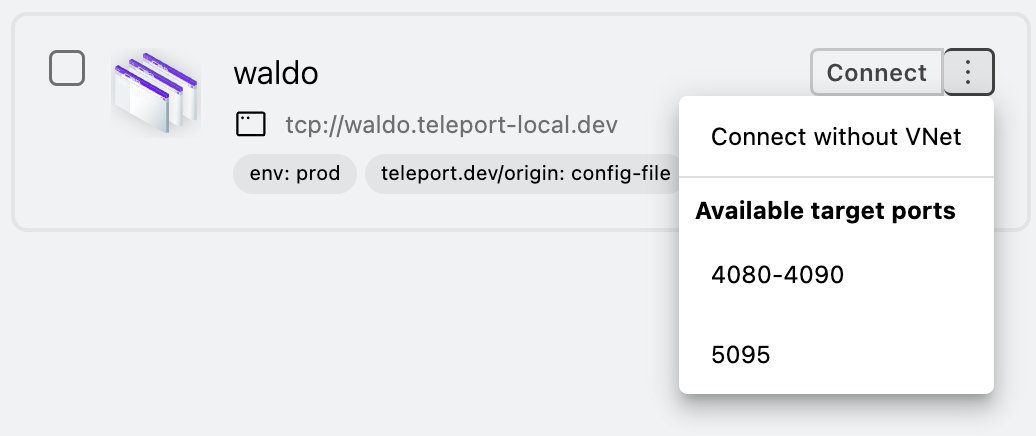 waldo
Connect
tcp://waldo.teleport-local.dev
env: prod
teleport.dev/origin: config-file
Connect without VNet
Available target ports
4080-4090
5095